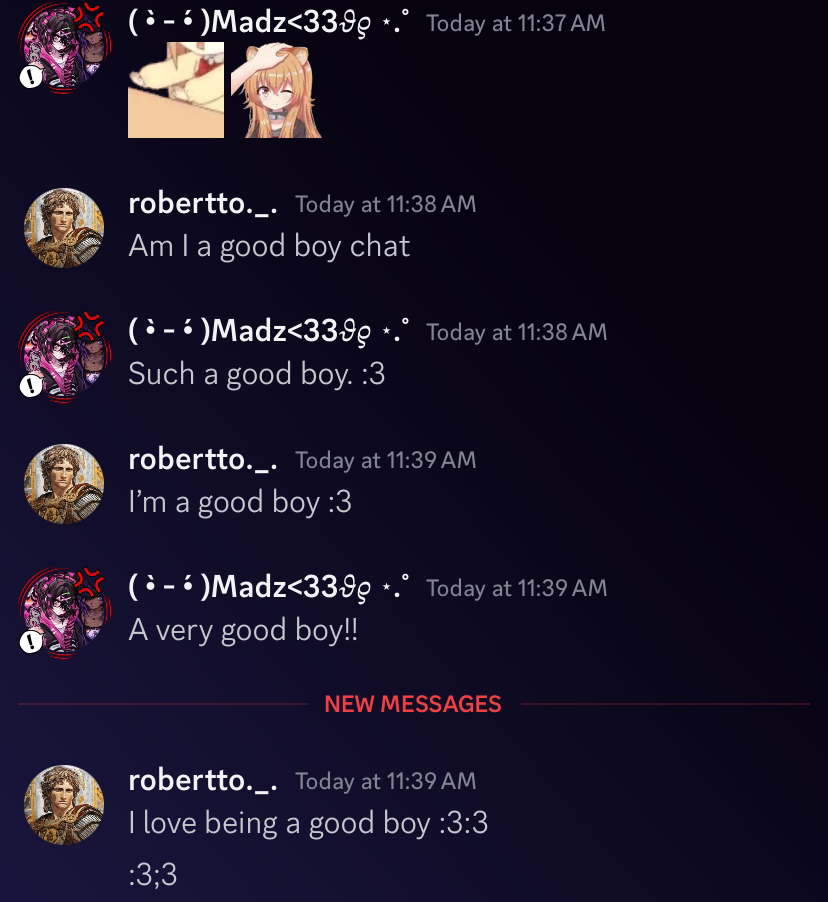 (•̀ - •́ )Madz<33𝜗𝜚 ⋆.˚ Today at 11:37 AM
robertto._. Today at 11:38 AM
Am I a good boy chat
(•̀ - •́ )Madz<33𝜗𝜚 ⋆.˚ Today at 11:38 AM
Such a good boy. :3
robertto._. Today at 11:39 AM
I’m a good boy :3
(•̀ - •́ )Madz<33𝜗𝜚 ⋆.˚ Today at 11:39 AM
A very good boy!!
NEW MESSAGES
robertto._. Today at 11:39 AM
I love being a good boy :3:3
:3;3